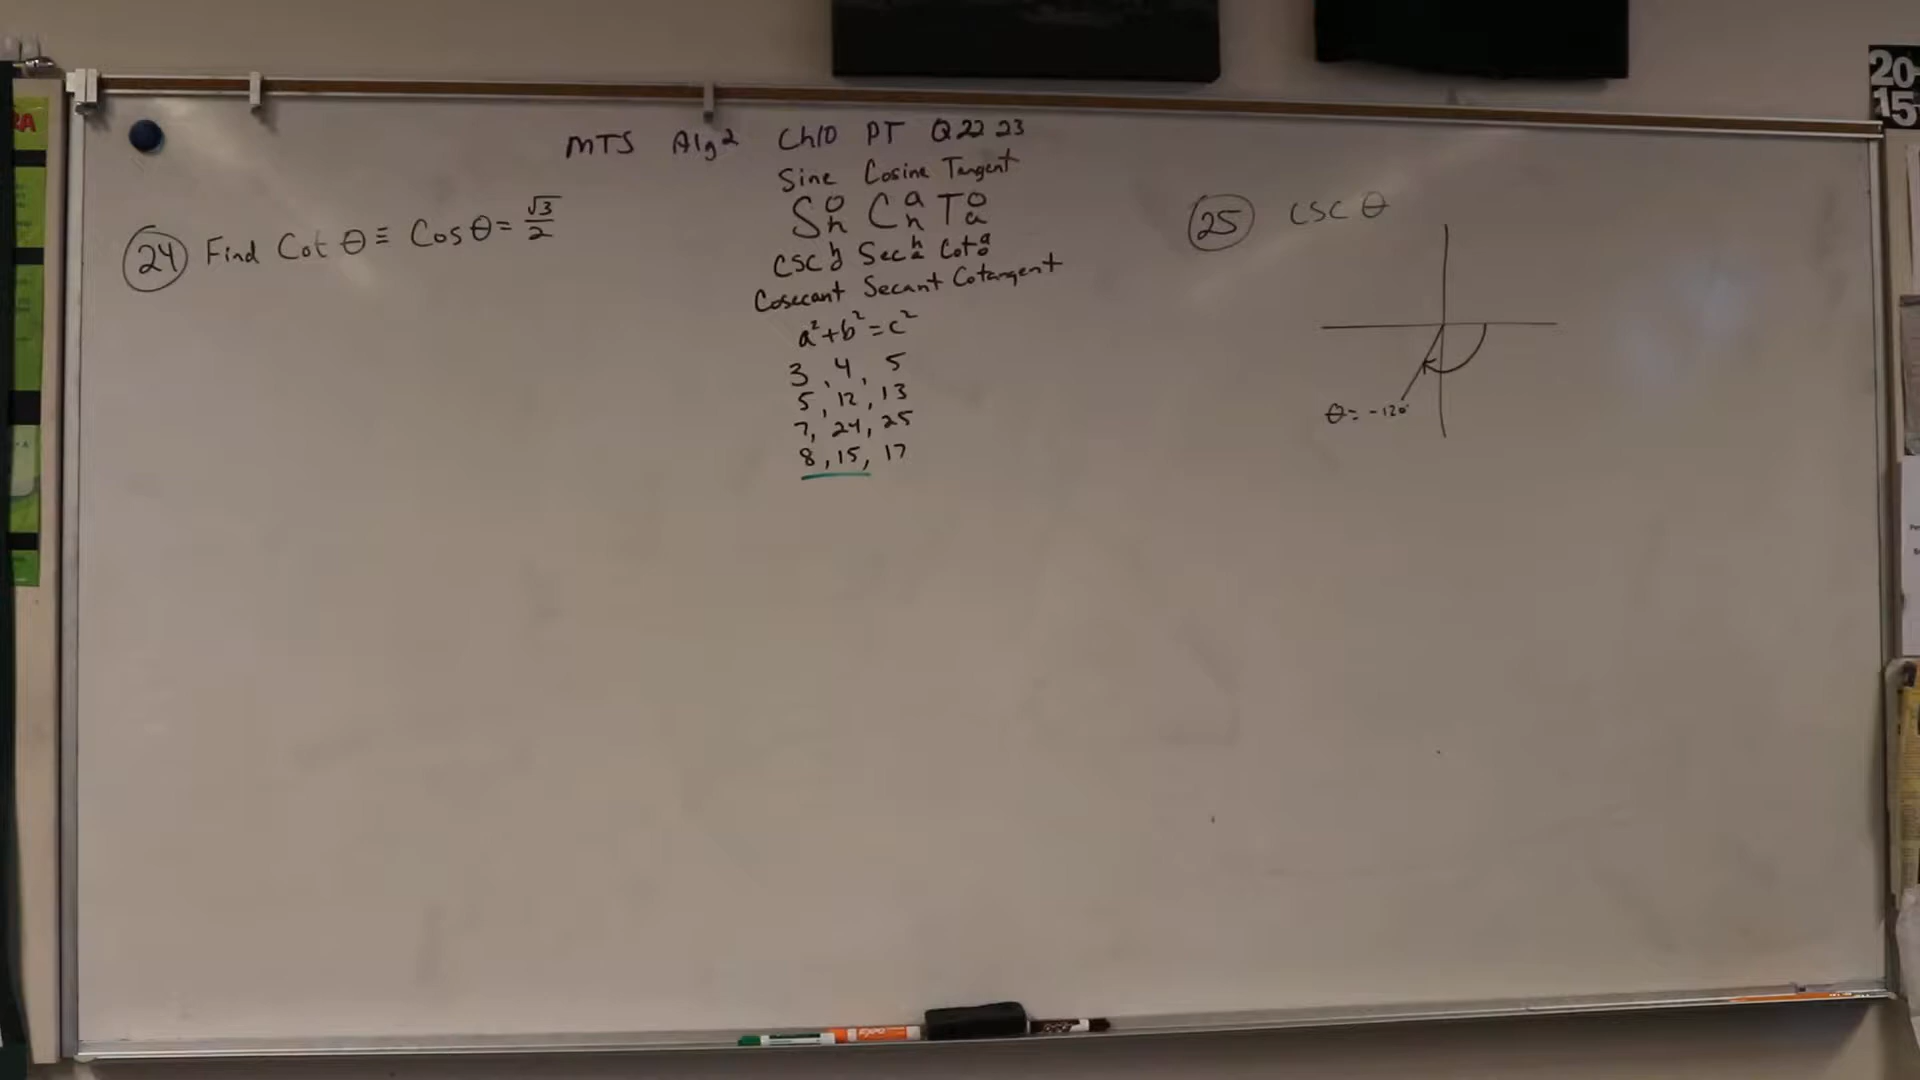 MTS Alg2 Ch10 PT Q22 23
Sine Cosine Tangent
S o/h C a/h T o/a
csc h/o Sec h/a Cot a/o
Cosecant Secant Cotangent
a²+b²=c²
3, 4, 5
5, 12, 13
7, 24, 25
8, 15, 17
24 Find Cot θ ≡ Cos θ = √3/2
25 csc θ
θ= -120°
20
15
RA
expo